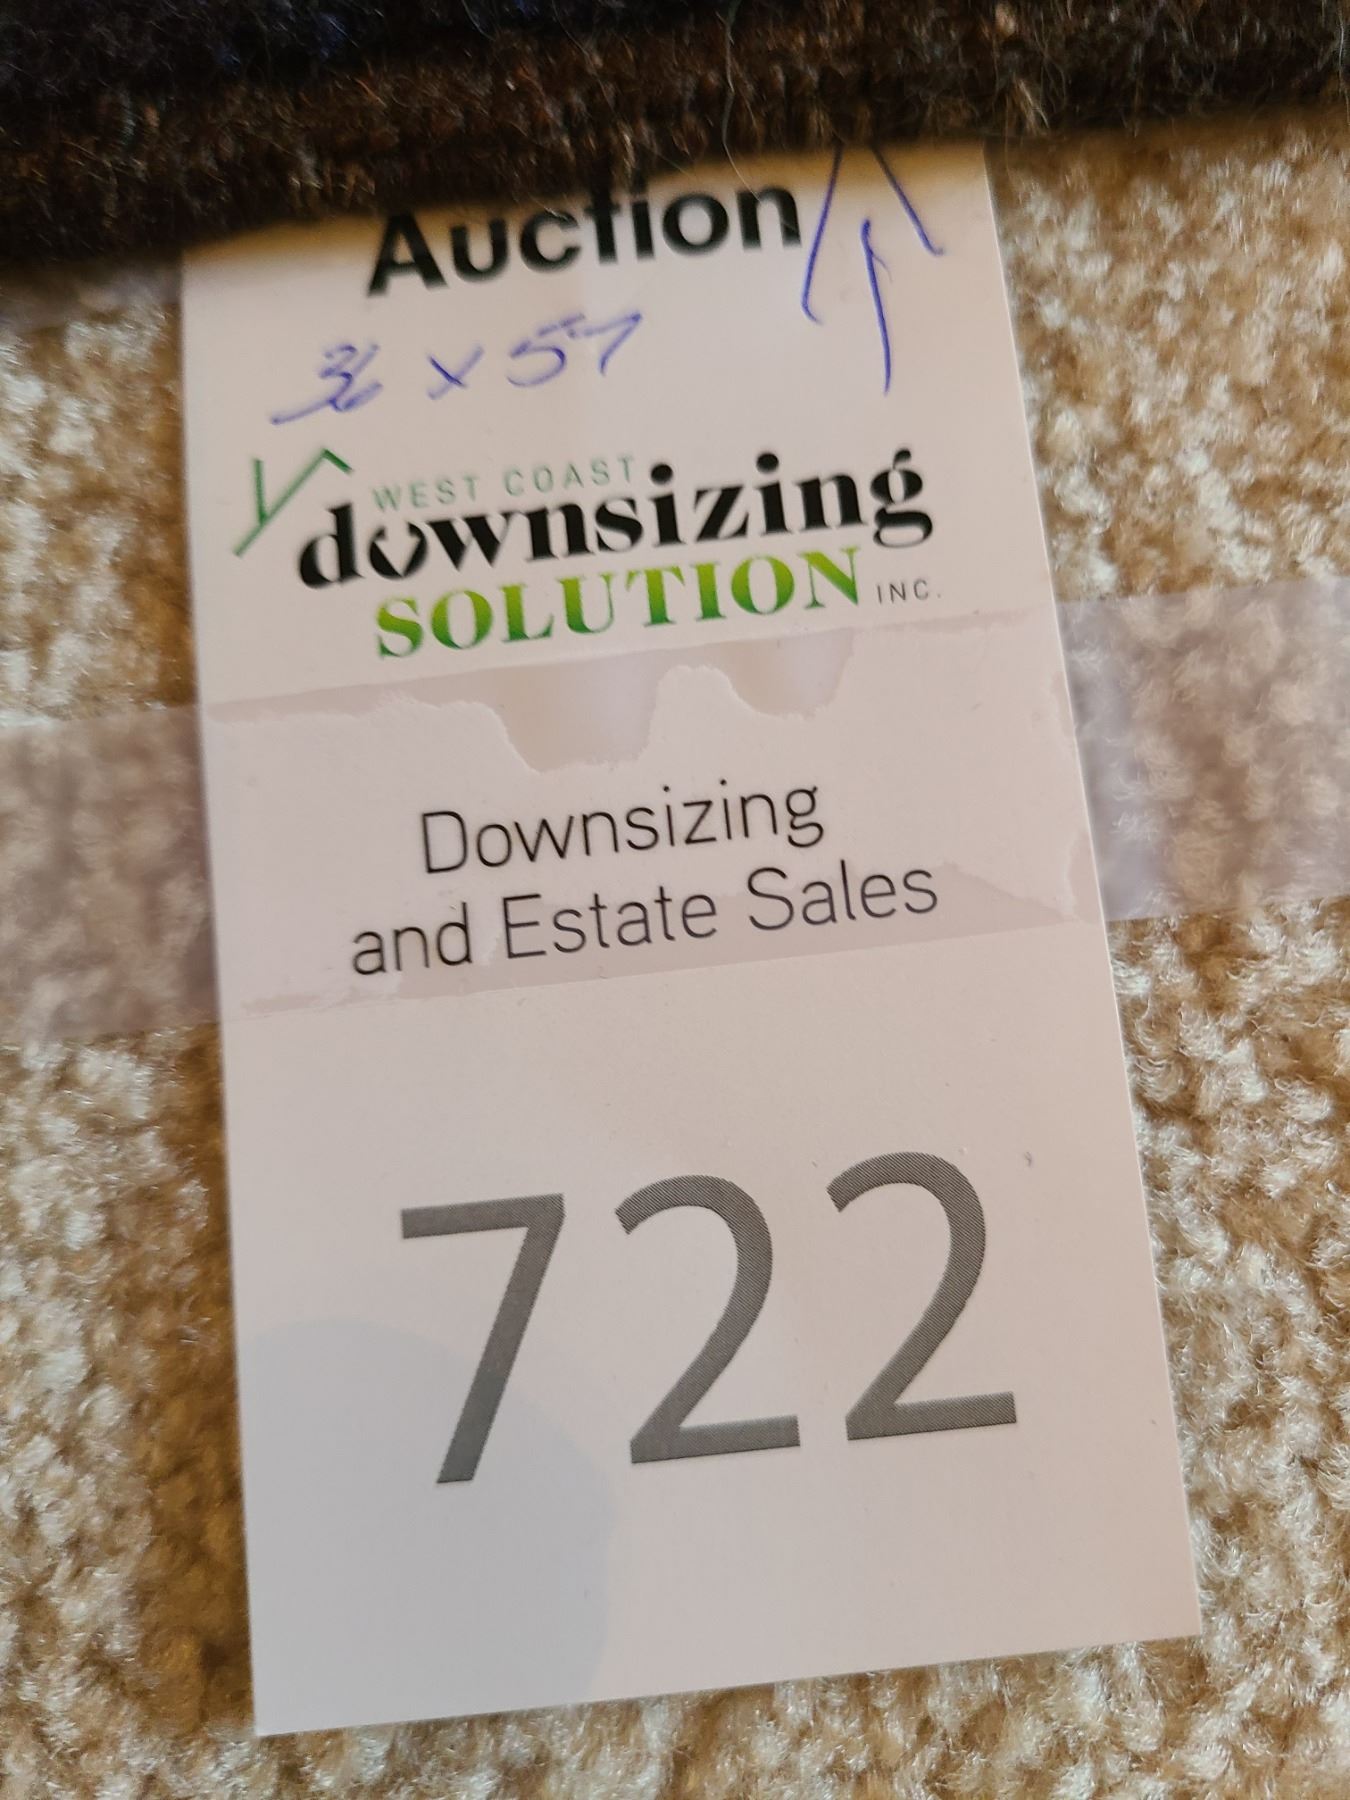 Auction
36 x 57
WEST COAST
downsizing
SOLUTION INC.
Downsizing
and Estate Sales
722